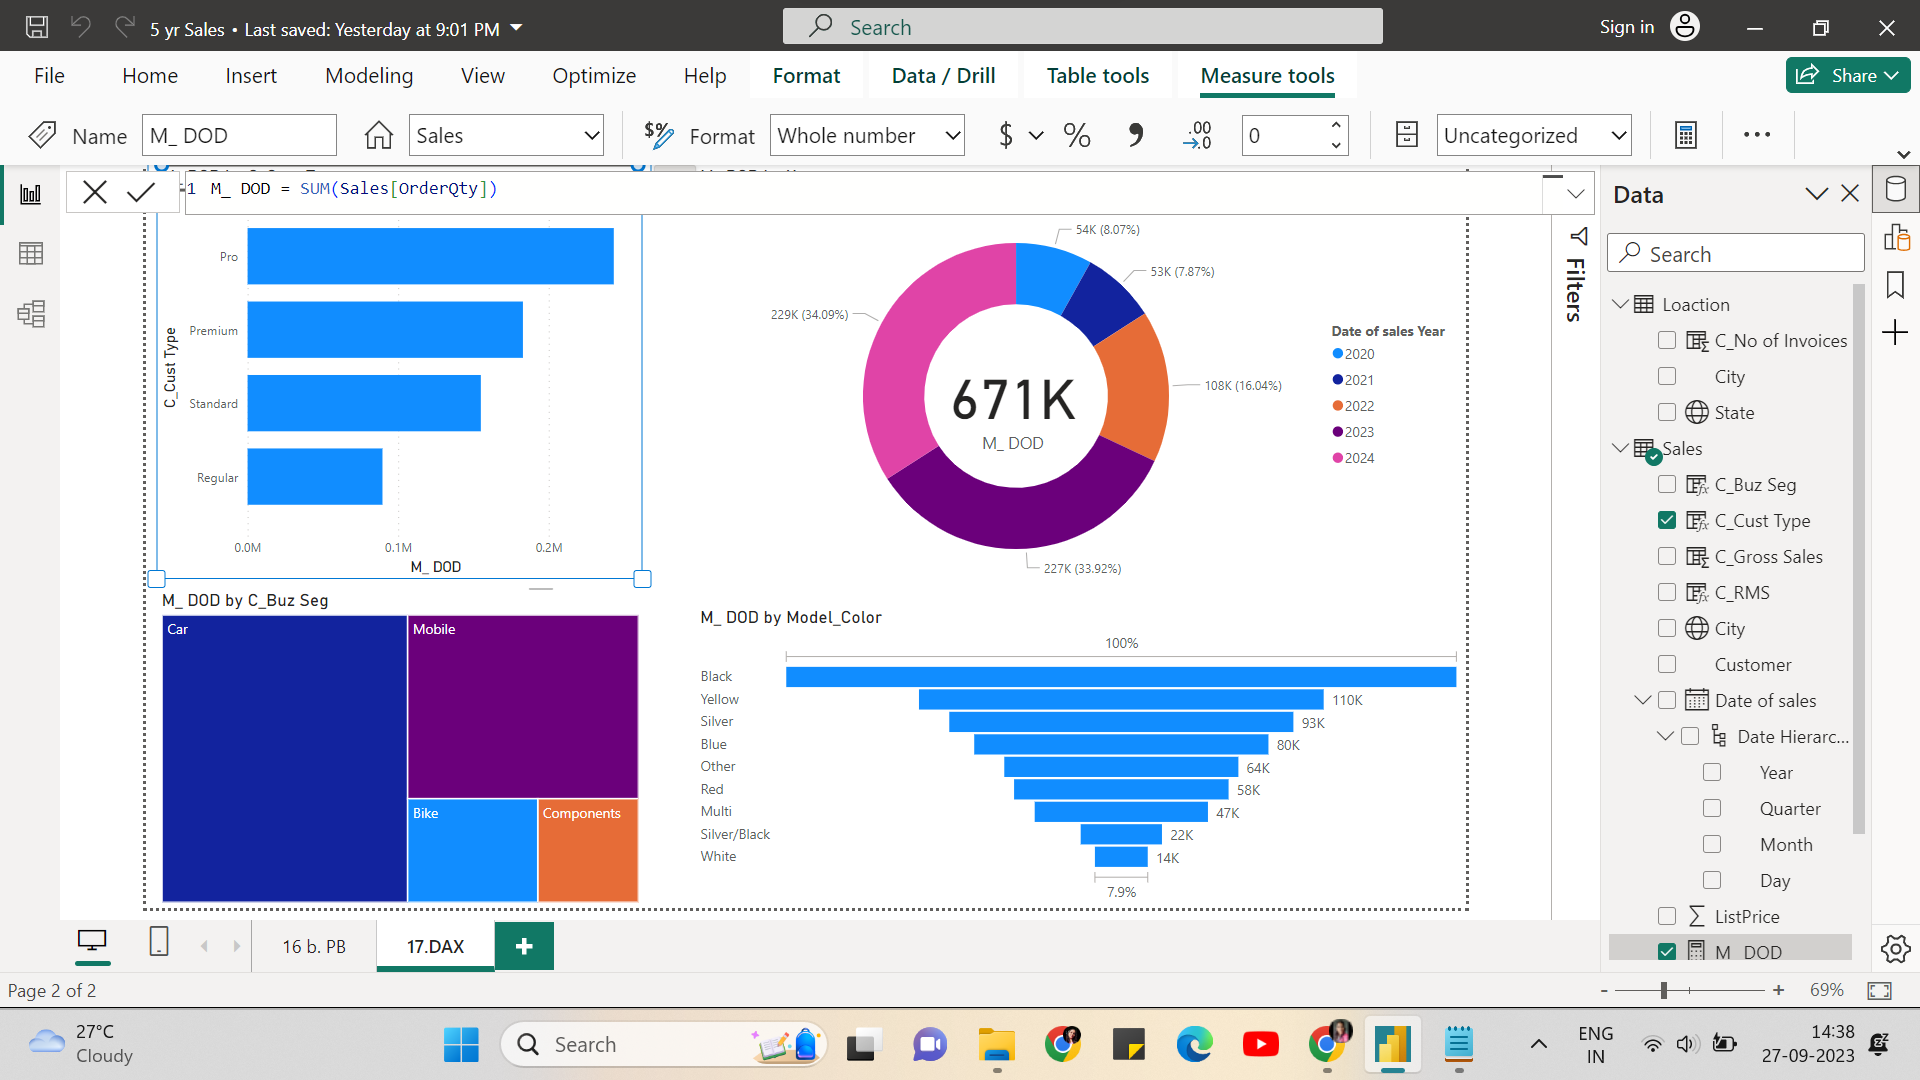 5 yr Sales • Last saved: Yesterday at 9:01 PM
Search
Sign in
File Home Insert Modeling View Optimize Help Format Data / Drill Table tools Measure tools
Share
Name M_ DOD Sales Format Whole number $ % 0 Uncategorized
1 M_ DOD = SUM(Sales[OrderQty])
C_Cust Type
Pro
Premium
Standard
Regular
0.0M 0.1M 0.2M
M_ DOD
54K (8.07%)
53K (7.87%)
229K (34.09%)
108K (16.04%)
227K (33.92%)
671K
M_ DOD
Date of sales Year
2020
2021
2022
2023
2024
M_ DOD by C_Buz Seg
Car
Mobile
Bike
Components
M_ DOD by Model_Color
100%
Black
Yellow 110K
Silver 93K
Blue 80K
Other 64K
Red 58K
Multi 47K
Silver/Black 22K
White 14K
7.9%
Filters
Data
Search
Loaction
C_No of Invoices
City
State
Sales
C_Buz Seg
C_Cust Type
C_Gross Sales
C_RMS
City
Customer
Date of sales
Date Hierarc...
Year
Quarter
Month
Day
ListPrice
M_ DOD
16 b. PB
17.DAX
Page 2 of 2
69%
27°C
Cloudy
Search
ENG
IN
14:38
27-09-2023